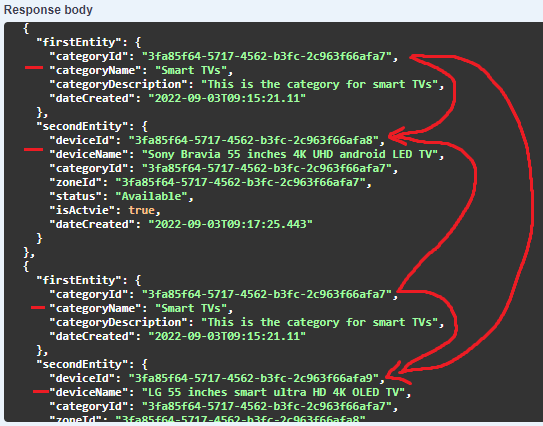 Response body
{
"firstEntity": {
"categoryId": "3fa85f64-5717-4562-b3fc-2c963f66afa7",
"categoryName": "Smart TVs",
"categoryDescription": "This is the category for smart TVs",
"dateCreated": "2022-09-03T09:15:21.11"
},
"secondEntity": {
"deviceId": "3fa85f64-5717-4562-b3fc-2c963f66afa8",
"deviceName": "Sony Bravia 55 inches 4K UHD android LED TV",
"categoryId": "3fa85f64-5717-4562-b3fc-2c963f66afa7",
"zoneId": "3fa85f64-5717-4562-b3fc-2c963f66afa7",
"status": "Available",
"isActvie": true,
"dateCreated": "2022-09-03T09:17:25.443"
}
},
{
"firstEntity": {
"categoryId": "3fa85f64-5717-4562-b3fc-2c963f66afa7",
"categoryName": "Smart TVs",
"categoryDescription": "This is the category for smart TVs",
"dateCreated": "2022-09-03T09:15:21.11"
},
"secondEntity": {
"deviceId": "3fa85f64-5717-4562-b3fc-2c963f66afa9",
"deviceName": "LG 55 inches smart ultra HD 4K OLED TV",
"categoryId": "3fa85f64-5717-4562-b3fc-2c963f66afa7",
"zoneId": "3fa85f64-5717-4562-b3fc-2c963f66afa8"